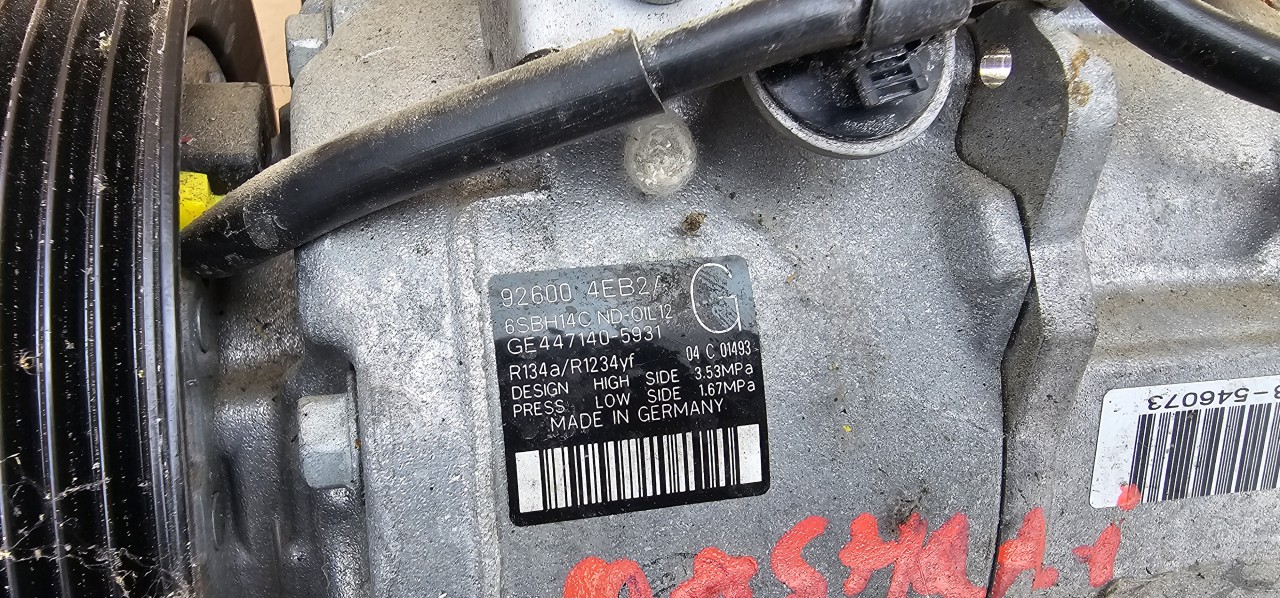 92600 4EB2A
G
6SBH14C ND-OIL12
GE447140-5931
04 C 01493
R134a/R1234yf
DESIGN HIGH SIDE 3.53MPa
PRESS. LOW SIDE 1.67MPa
MADE IN GERMANY
-546073